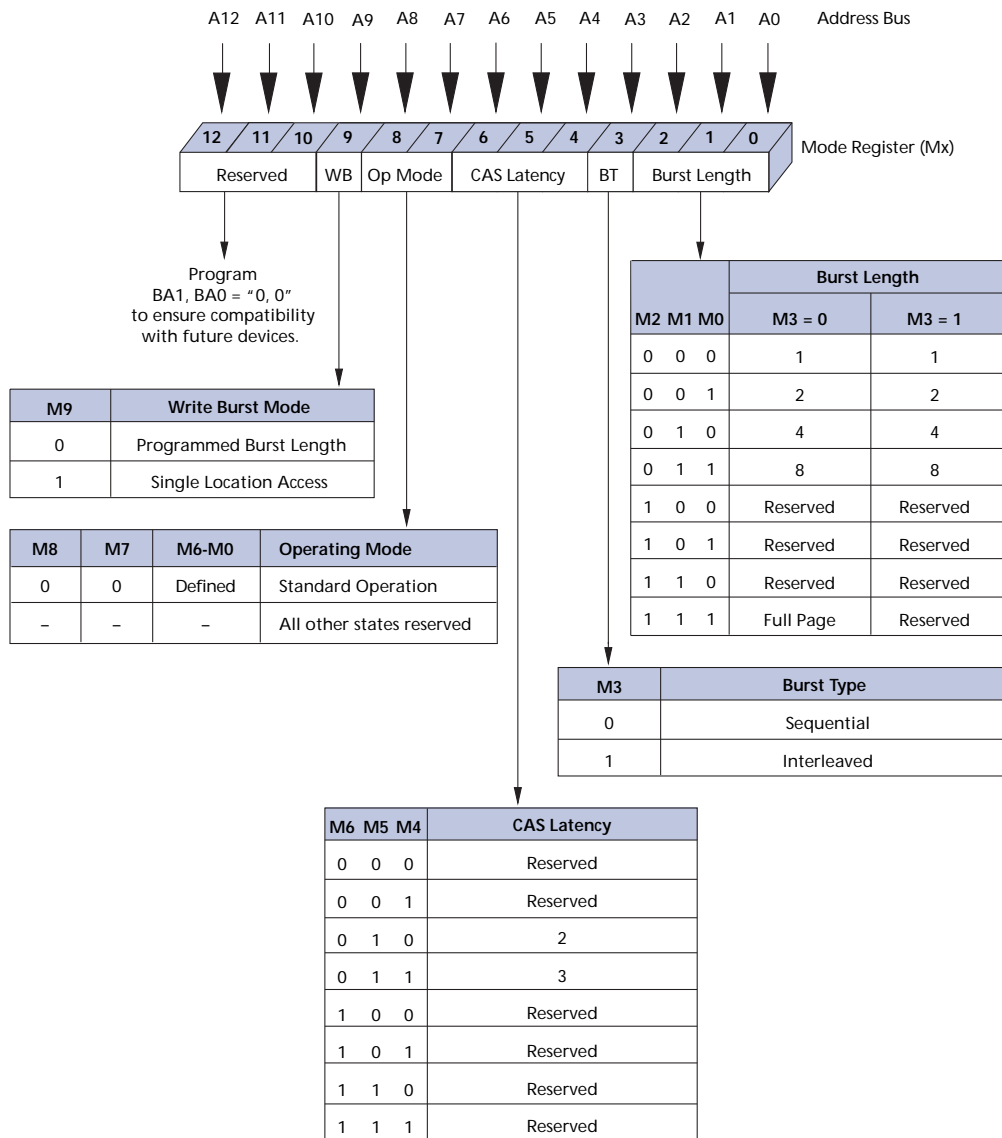 A12 A11 A10 A9 A8 A7 A6 A5 A4 A3 A2 A1 A0 Address Bus
12 11 10 9 8 7 6 5 4 3 2 1 0
Mode Register (Mx)
Reserved WB Op Mode CAS Latency BT Burst Length
Program
BA1, BA0 = “0, 0”
to ensure compatibility
with future devices.
Burst Length
M2 M1 M0 M3 = 0 M3 = 1
0 0 0 1 1
0 0 1 2 2
0 1 0 4 4
0 1 1 8 8
1 0 0 Reserved Reserved
1 0 1 Reserved Reserved
1 1 0 Reserved Reserved
1 1 1 Full Page Reserved
M9 Write Burst Mode
0 Programmed Burst Length
1 Single Location Access
M8 M7 M6-M0 Operating Mode
0 0 Defined Standard Operation
– – – All other states reserved
M3 Burst Type
0 Sequential
1 Interleaved
M6 M5 M4 CAS Latency
0 0 0 Reserved
0 0 1 Reserved
0 1 0 2
0 1 1 3
1 0 0 Reserved
1 0 1 Reserved
1 1 0 Reserved
1 1 1 Reserved